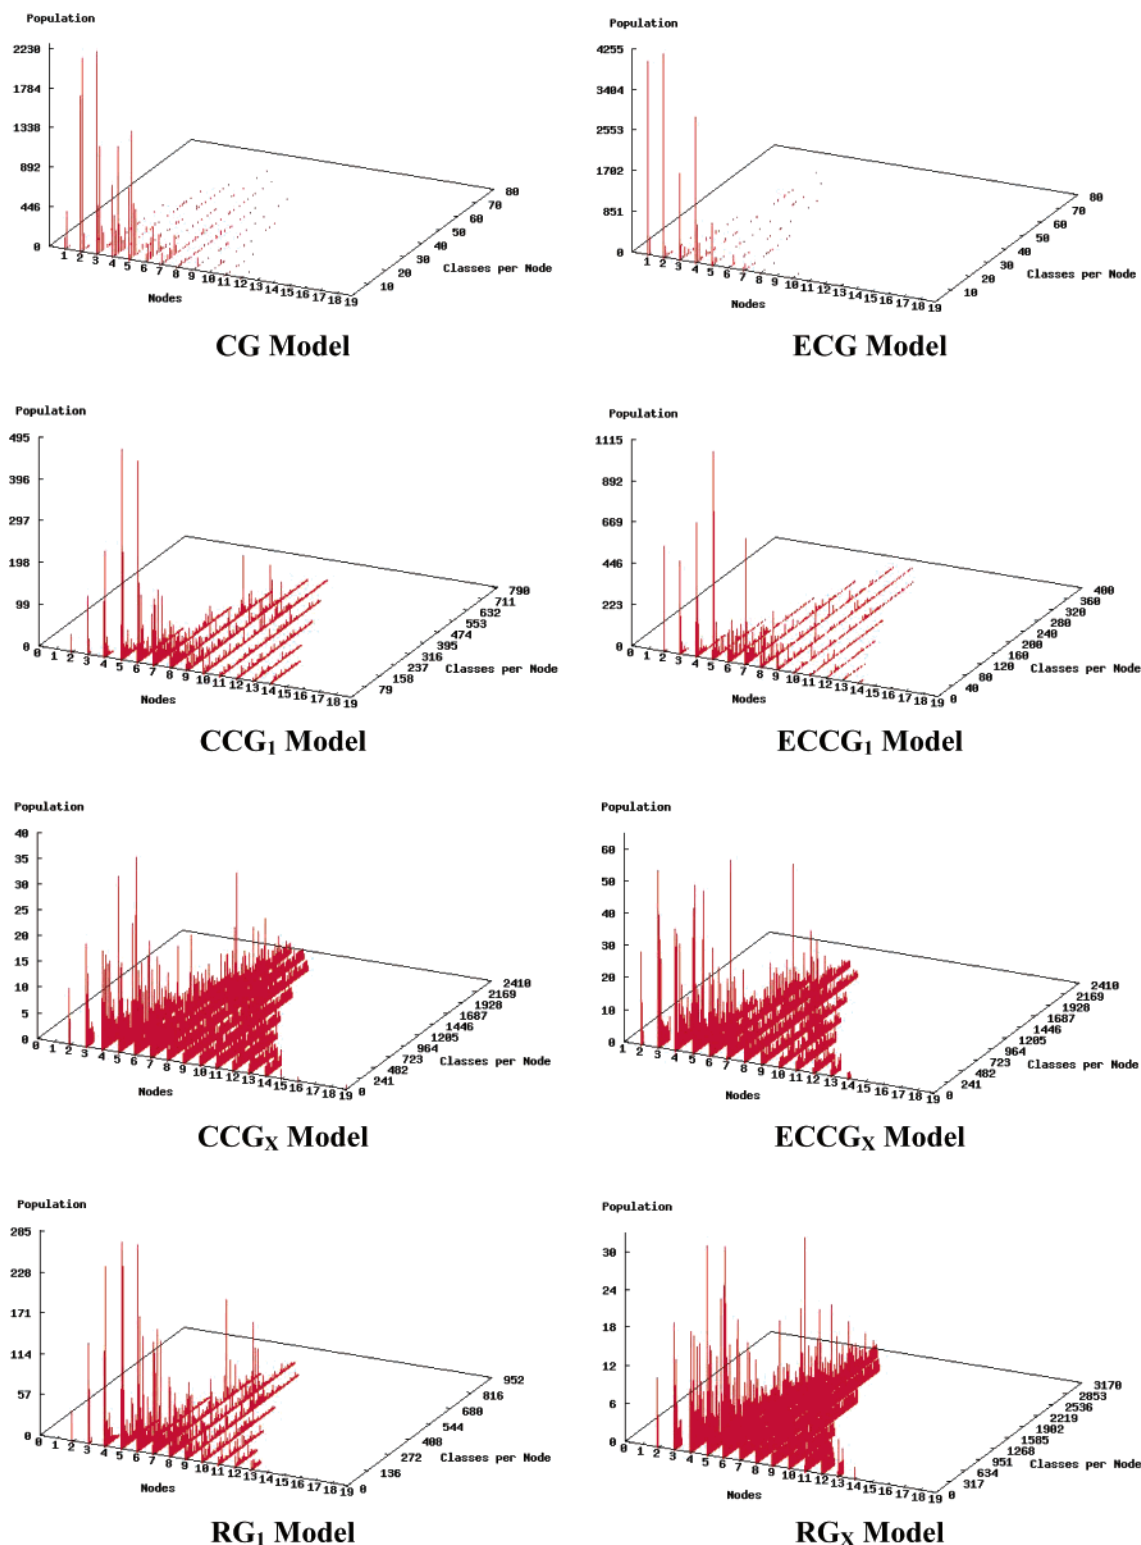 Population
2230
1784
1338
892
446
0
1 2 3 4 5 6 7 8 9 10 11 12 13 14 15 16 17 18 19
Nodes
10 20 30 40 50 60 70 80
Classes per Node
CG Model
Population
4255
3404
2553
1702
851
0
1 2 3 4 5 6 7 8 9 10 11 12 13 14 15 16 17 18 19
Nodes
10 20 30 40 50 60 70 80
Classes per Node
ECG Model
Population
495
396
297
198
99
0
0 1 2 3 4 5 6 7 8 9 10 11 12 13 14 15 16 17 18 19
Nodes
79 158 237 316 395 474 553 632 711 790
Classes per Node
CCG1 Model
Population
1115
892
669
446
223
0
0 1 2 3 4 5 6 7 8 9 10 11 12 13 14 15 16 17 18 19
Nodes
0 40 80 120 160 200 240 280 320 360 400
Classes per Node
ECCG1 Model
Population
40
35
30
25
20
15
10
5
0
0 1 2 3 4 5 6 7 8 9 10 11 12 13 14 15 16 17 18 19
Nodes
0 241 482 723 964 1205 1446 1687 1928 2169 2410
Classes per Node
CCGX Model
Population
60
50
40
30
20
10
0
1 2 3 4 5 6 7 8 9 10 11 12 13 14 15 16 17 18 19
Nodes
0 241 482 723 964 1205 1446 1687 1928 2169 2410
Classes per Node
ECCGX Model
Population
285
228
171
114
57
0
0 1 2 3 4 5 6 7 8 9 10 11 12 13 14 15 16 17 18 19
Nodes
0 136 272 408 544 680 816 952
Classes per Node
RG1 Model
Population
30
24
18
12
6
0
0 1 2 3 4 5 6 7 8 9 10 11 12 13 14 15 16 17 18 19
Nodes
0 317 634 951 1268 1585 1902 2219 2536 2853 3170
Classes per Node
RGX Model